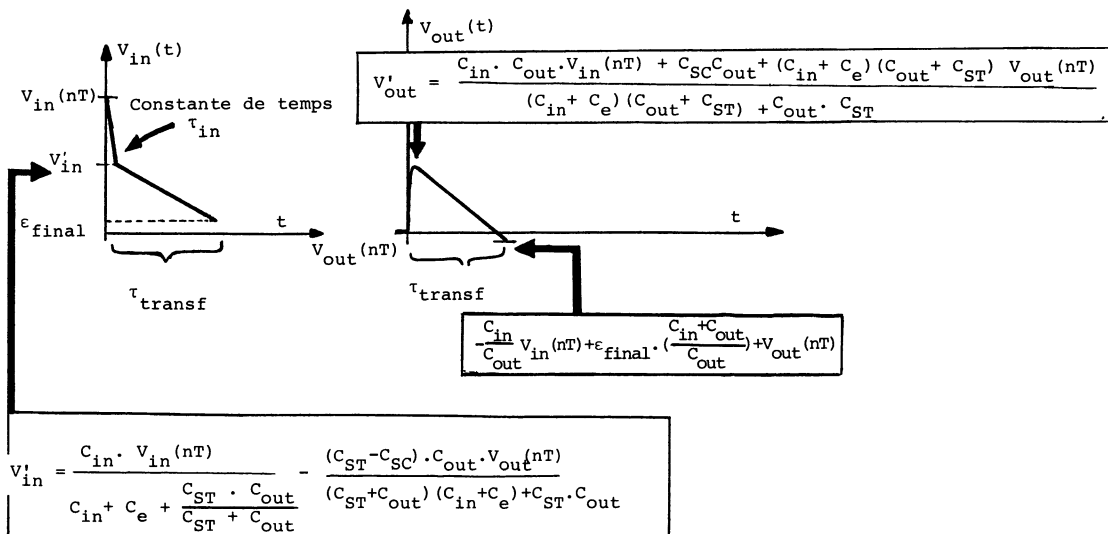 V_in(t)
V_out(t)
V'_out = (C_in. C_out.V_in(nT) + C_SC C_out + (C_in + C_e)(C_out + C_ST) V_out(nT)) / ((C_in + C_e)(C_out + C_ST) + C_out. C_ST)
V_in(nT)
Constante de temps
τ_in
V'_in
ε_final
t
V_out(nT)
t
τ_transf
τ_transf
-C_in/C_out V_in(nT)+ε_final.(C_in+C_out/C_out)+V_out(nT)
V'_in = (C_in. V_in(nT)) / (C_in + C_e + (C_ST . C_out)/(C_ST + C_out)) - ((C_ST-C_SC).C_out.V_out(nT)) / ((C_ST+C_out)(C_in+C_e)+C_ST.C_out)